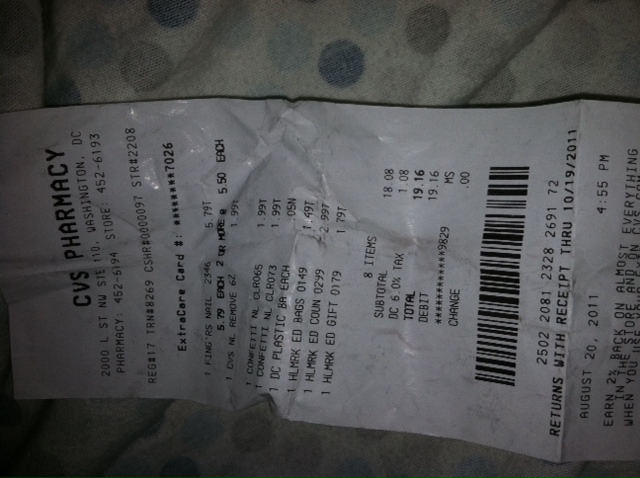 CVS PHARMACY
2000 L ST NW STE 110, WASHINGTON, DC
PHARMACY: 452-6194 STORE: 452-6193
REG#17 TRN#8269 CSHR#0000097 STR#2208
ExtraCare Card #: ********7026
1 FING'RS NAIL 2346 5.79T
5.79 EACH 2 OR MORE @ 5.50 EACH
1 CVS NL REMOVE 6Z 1.99T
1 CONFETTI NL CLR065 1.99T
1 CONFETTI NL CLR073 1.99T
1 DC PLASTIC BA EACH .05N
1 HLMRK ED BAGS 0149 1.49T
1 HLMRK ED COUN 0299 2.99T
1 HLMRK ED GIFT 0179 1.79T
8 ITEMS
SUBTOTAL 18.08
DC 6.0% TAX 1.08
TOTAL 19.16
DEBIT 19.16
************9829 MS
CHANGE .00
2502 2081 2328 2691 72
RETURNS WITH RECEIPT THRU 10/19/2011
AUGUST 20, 2011 4:55 PM
EARN 2% BACK ON ALMOST EVERYTHING
IN THE STORE AND ON CVS.COM
WHEN YOU USE YOUR